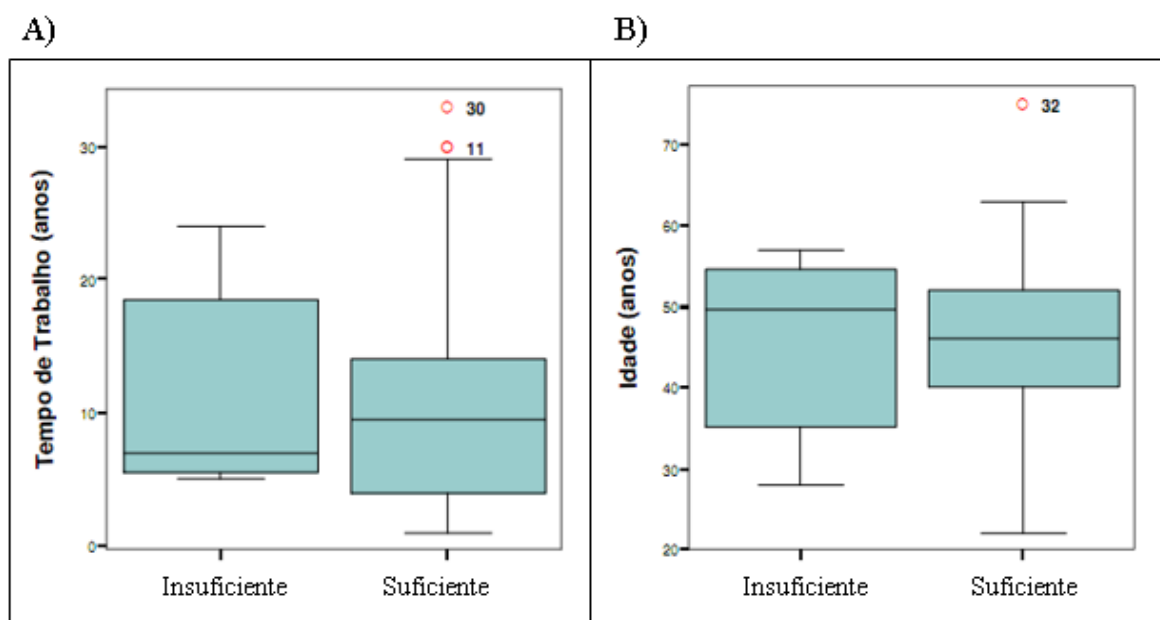 A)
Tempo de Trabalho (anos)
30
20
10
0
30
11
Insuficiente
Suficiente
B)
Idade (anos)
70
60
50
40
30
20
32
Insuficiente
Suficiente